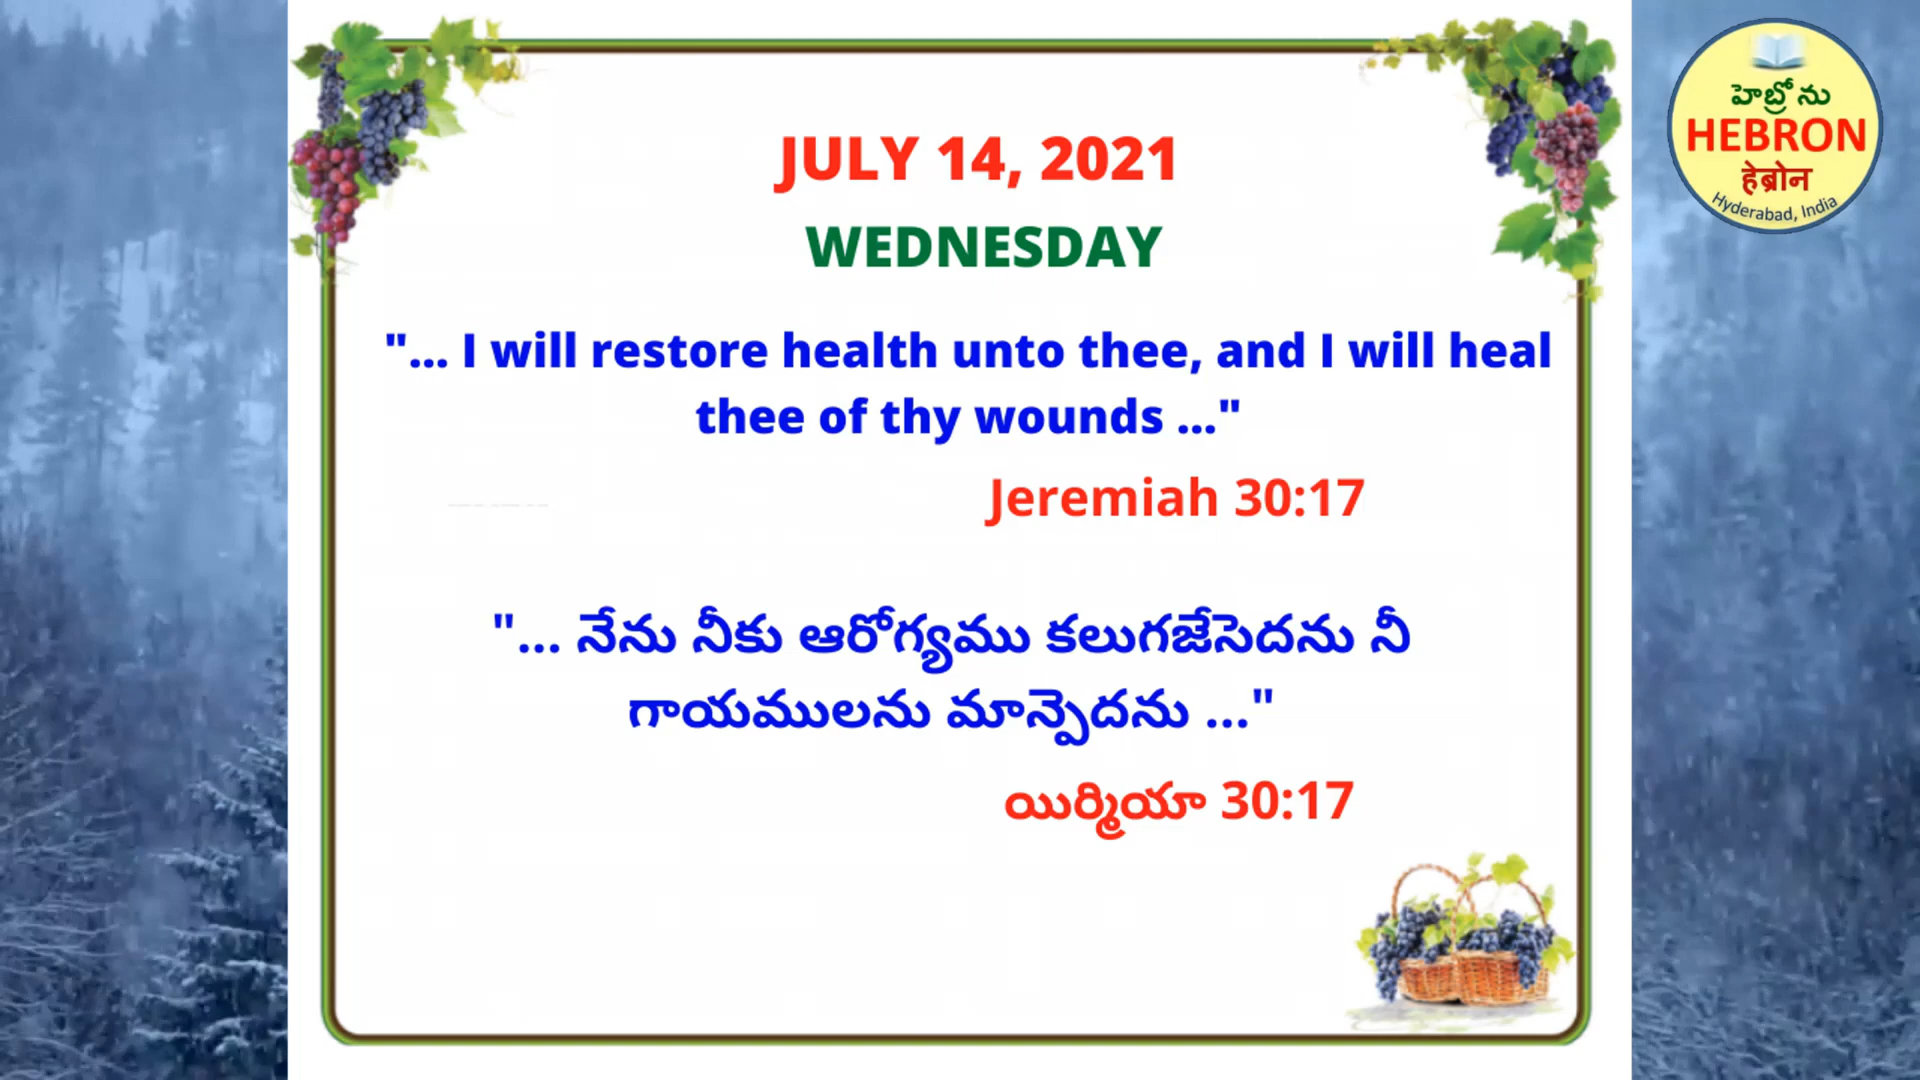 JULY 14, 2021
WEDNESDAY
"... I will restore health unto thee, and I will heal
thee of thy wounds ..."
Jeremiah 30:17
"... నేను నీకు ఆరోగ్యము కలుగజేసెదను నీ
గాయములను మాన్పెదను ..."
యిర్మియా 30:17
హెబ్రోను
HEBRON
हेब्रोन
Hyderabad, India